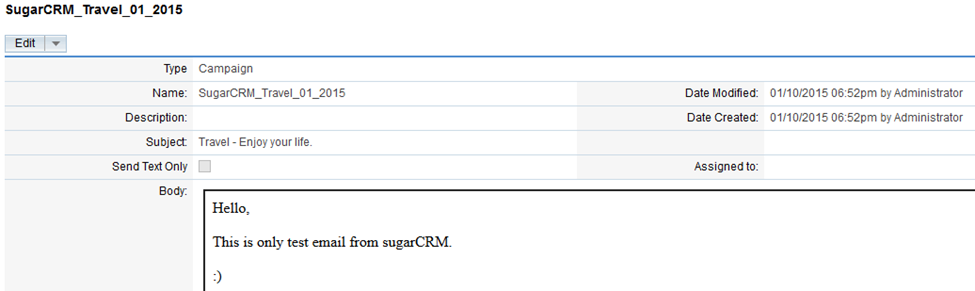 SugarCRM_Travel_01_2015
Edit
Type Campaign
Name: SugarCRM_Travel_01_2015 Date Modified: 01/10/2015 06:52pm by Administrator
Description: Date Created: 01/10/2015 06:52pm by Administrator
Subject: Travel - Enjoy your life.
Send Text Only Assigned to:
Body:
Hello,
This is only test email from sugarCRM.
:)